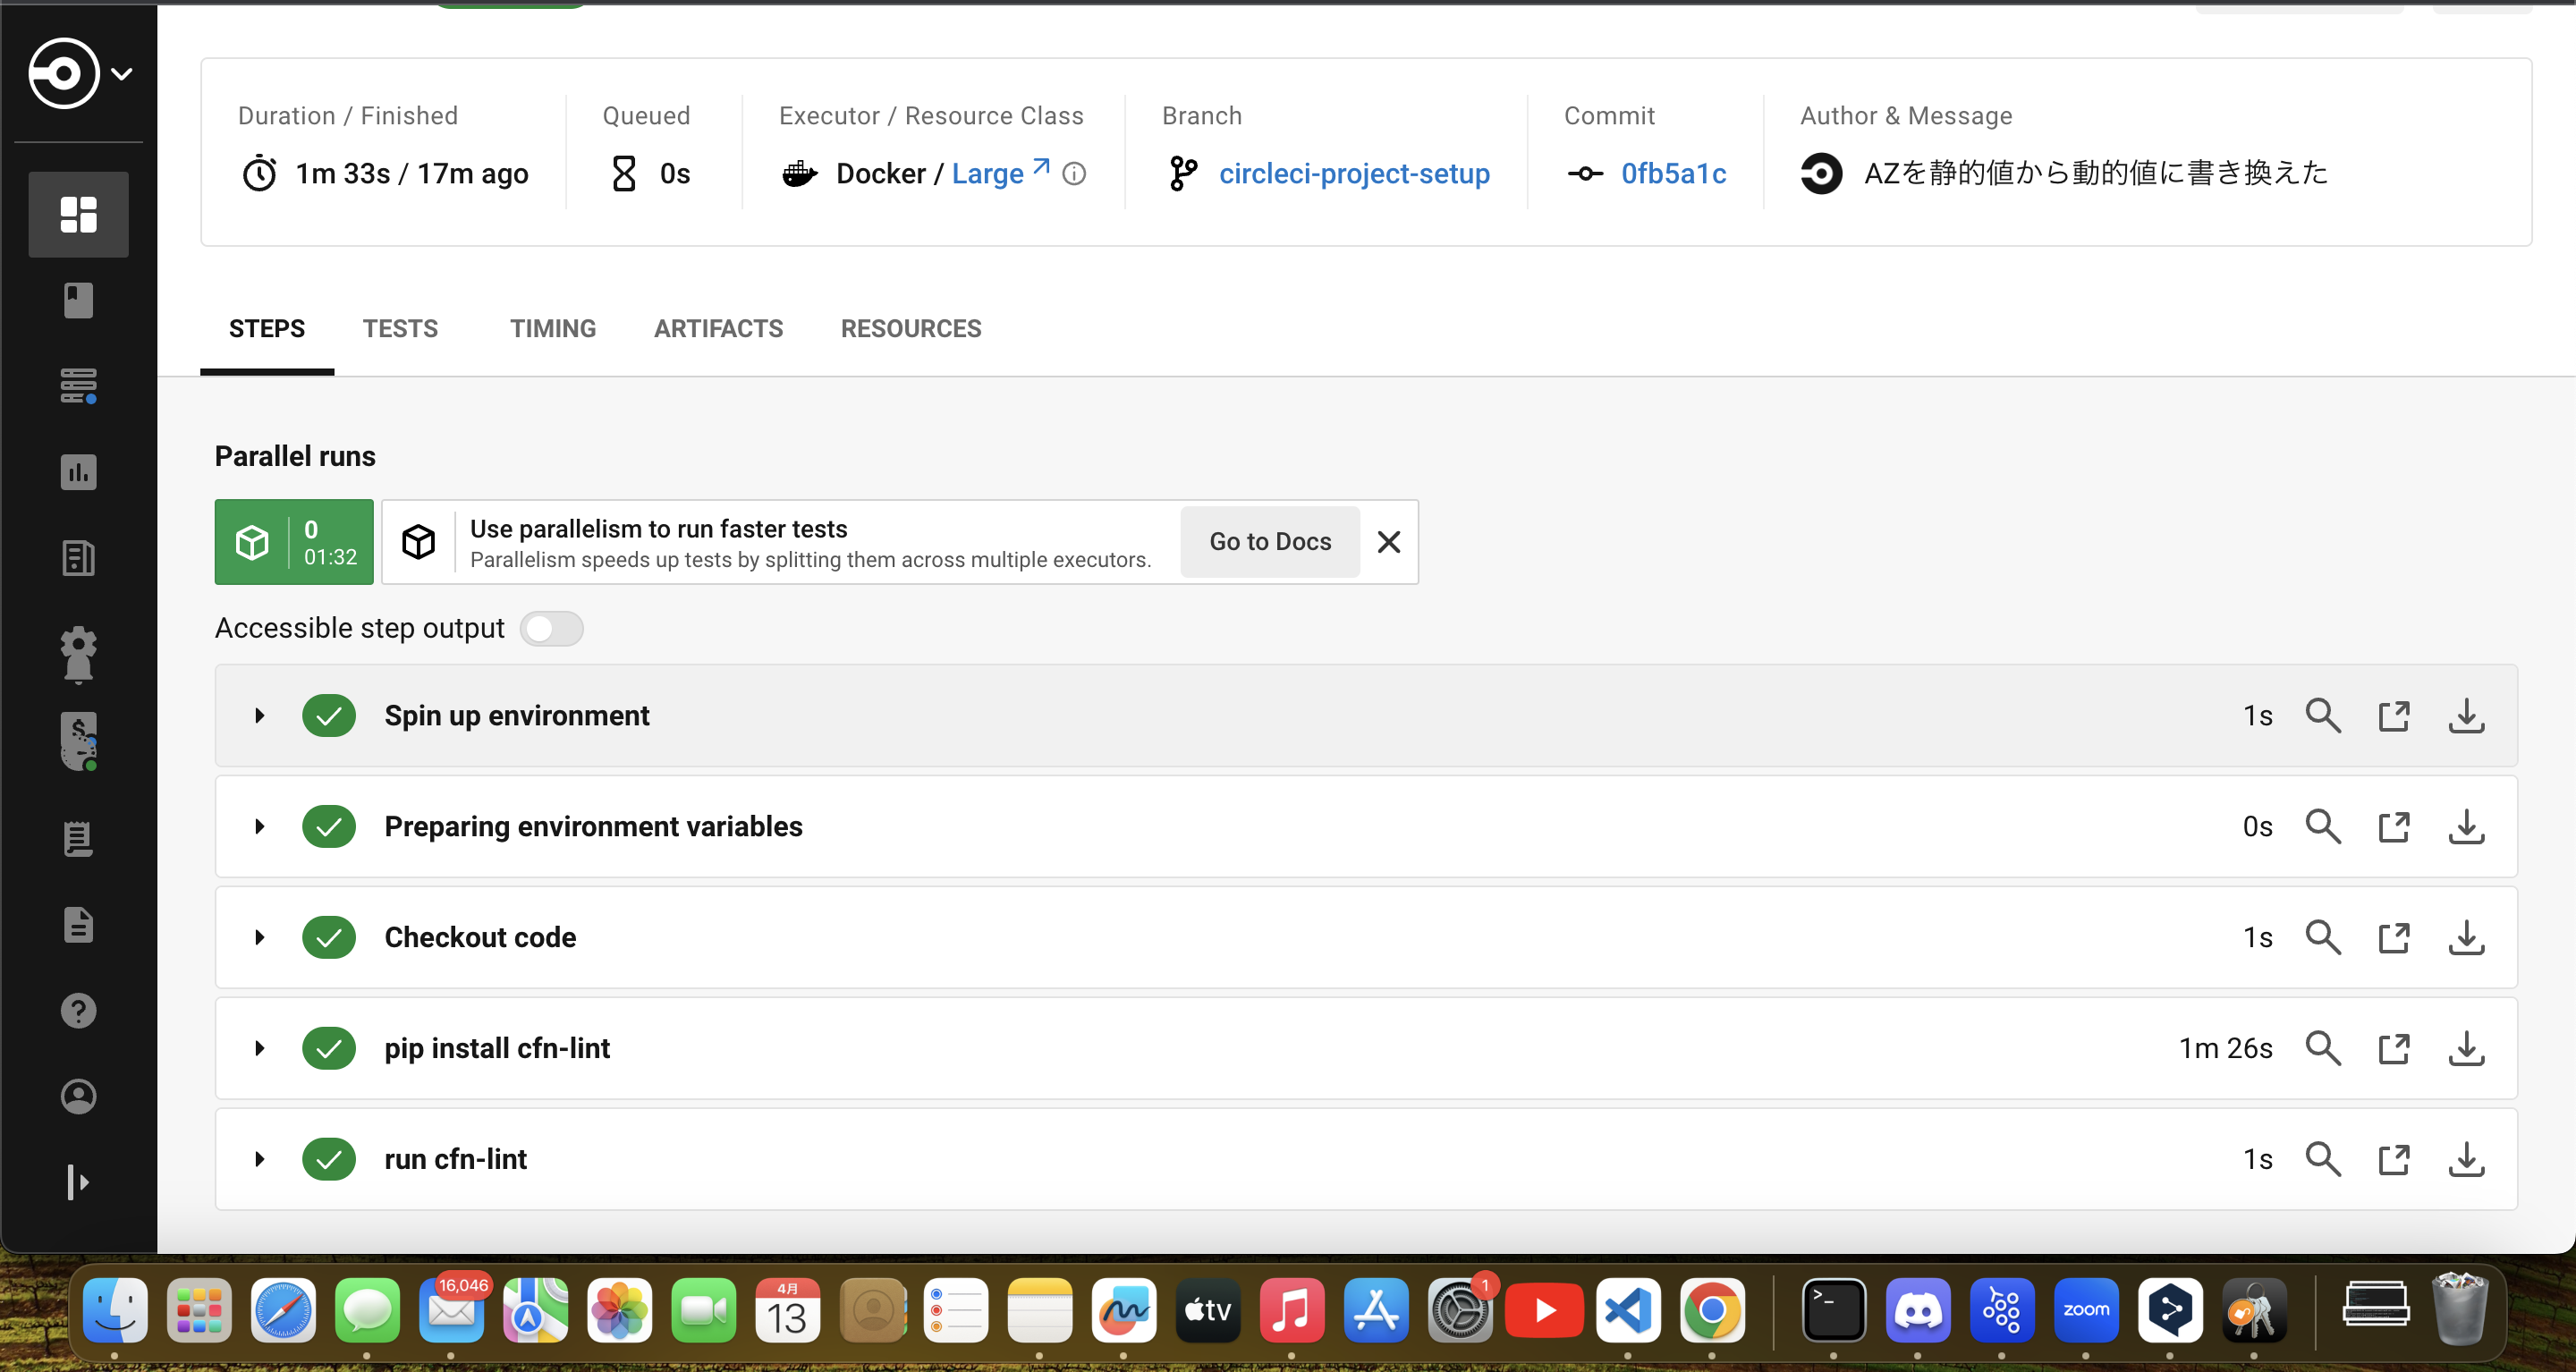 Duration / Finished
1m 33s / 17m ago
Queued
0s
Executor / Resource Class
Docker / Large
Branch
circleci-project-setup
Commit
0fb5a1c
Author & Message
AZを静的値から動的値に書き換えた
STEPS
TESTS
TIMING
ARTIFACTS
RESOURCES
Parallel runs
0
01:32
Use parallelism to run faster tests
Parallelism speeds up tests by splitting them across multiple executors.
Go to Docs
Accessible step output
Spin up environment
1s
Preparing environment variables
0s
Checkout code
1s
pip install cfn-lint
1m 26s
run cfn-lint
1s
16,046
4月
13
tv
1
zoom